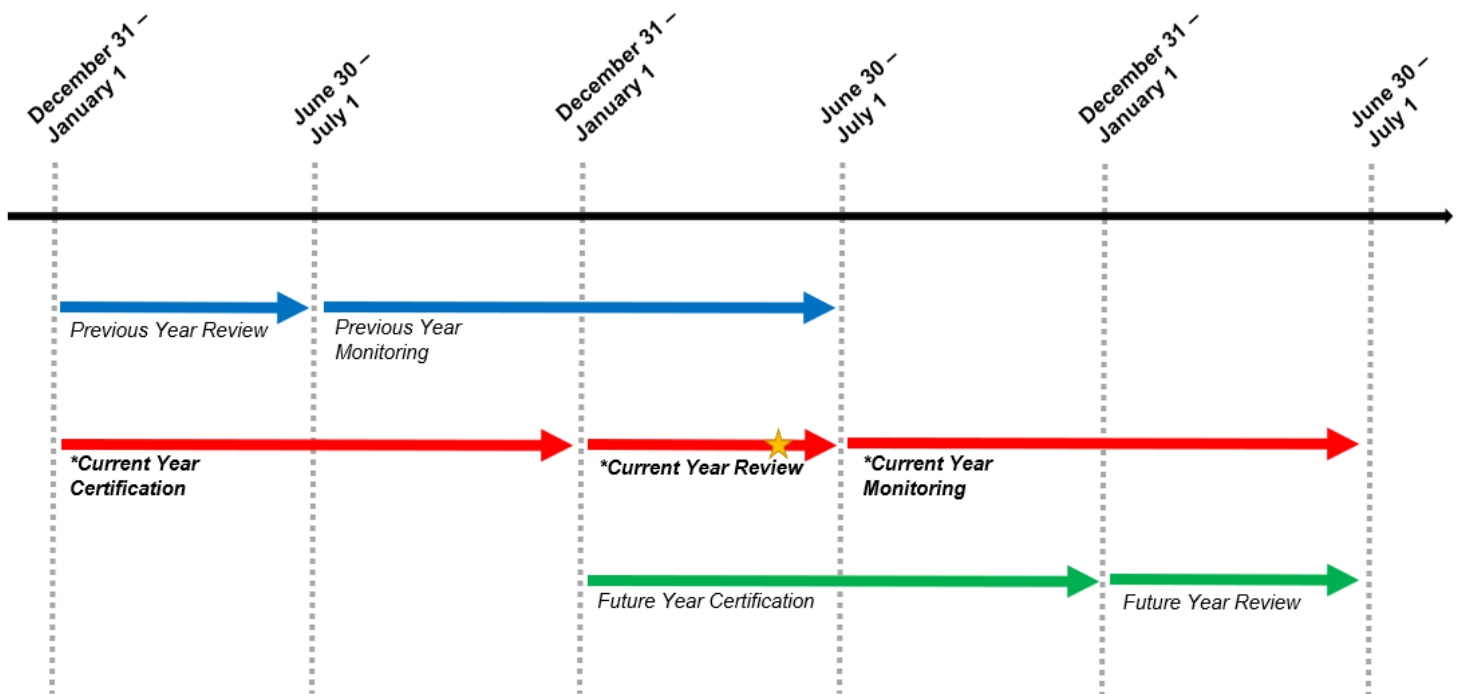 December 31 –
January 1
June 30 –
July 1
December 31 –
January 1
June 30 –
July 1
December 31 –
January 1
June 30 –
July 1
Previous Year Review
Previous Year
Monitoring
*Current Year
Certification
*Current Year Review
*Current Year
Monitoring
Future Year Certification
Future Year Review